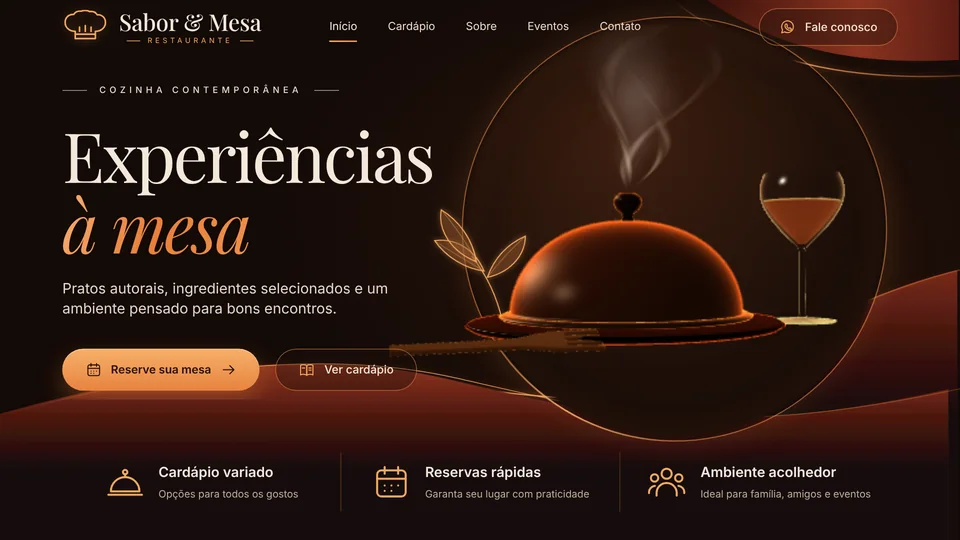 Sabor & Mesa
RESTAURANTE
Início
Cardápio
Sobre
Eventos
Contato
Fale conosco
COZINHA CONTEMPORÂNEA
Experiências
à mesa
Pratos autorais, ingredientes selecionados e um
ambiente pensado para bons encontros.
Reserve sua mesa
Ver cardápio
Cardápio variado
Opções para todos os gostos
Reservas rápidas
Garanta seu lugar com praticidade
Ambiente acolhedor
Ideal para família, amigos e eventos